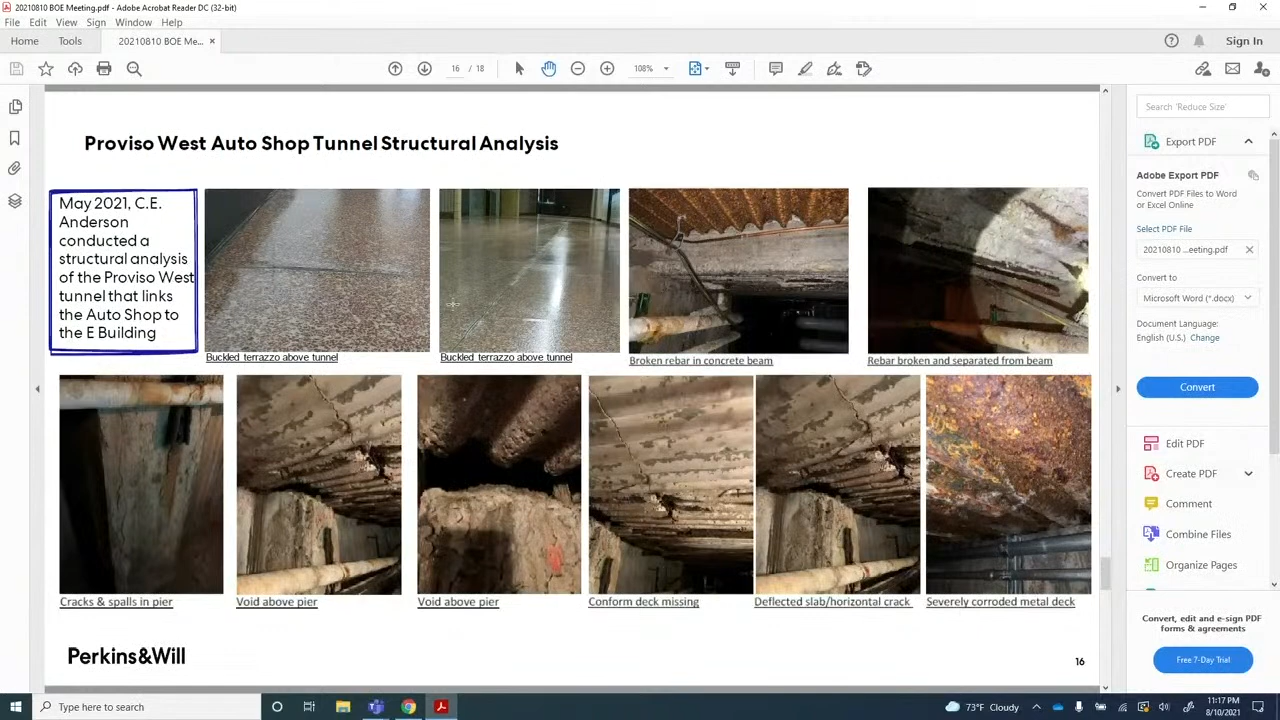 20210810 BOE Meeting.pdf - Adobe Acrobat Reader DC (32-bit)
File Edit View Sign Window Help
Home Tools 20210810 BOE Me... ×
Sign In
16 / 18 108%
Proviso West Auto Shop Tunnel Structural Analysis
May 2021, C.E.
Anderson
conducted a
structural analysis
of the Proviso West
tunnel that links
the Auto Shop to
the E Building
Buckled terrazzo above tunnel
Buckled terrazzo above tunnel
Broken rebar in concrete beam
Rebar broken and separated from beam
Cracks & spalls in pier
Void above pier
Void above pier
Conform deck missing
Deflected slab/horizontal crack
Severely corroded metal deck
Perkins&Will
16
Search 'Reduce Size'
Export PDF
Adobe Export PDF
Convert PDF Files to Word
or Excel Online
Select PDF File
20210810 ...eeting.pdf
Convert to
Microsoft Word (*.docx)
Document Language:
English (U.S.) Change
Convert
Edit PDF
Create PDF
Comment
Combine Files
Organize Pages
Convert, edit and e-sign PDF
forms & agreements
Free 7-Day Trial
Type here to search
73°F Cloudy
11:17 PM
8/10/2021